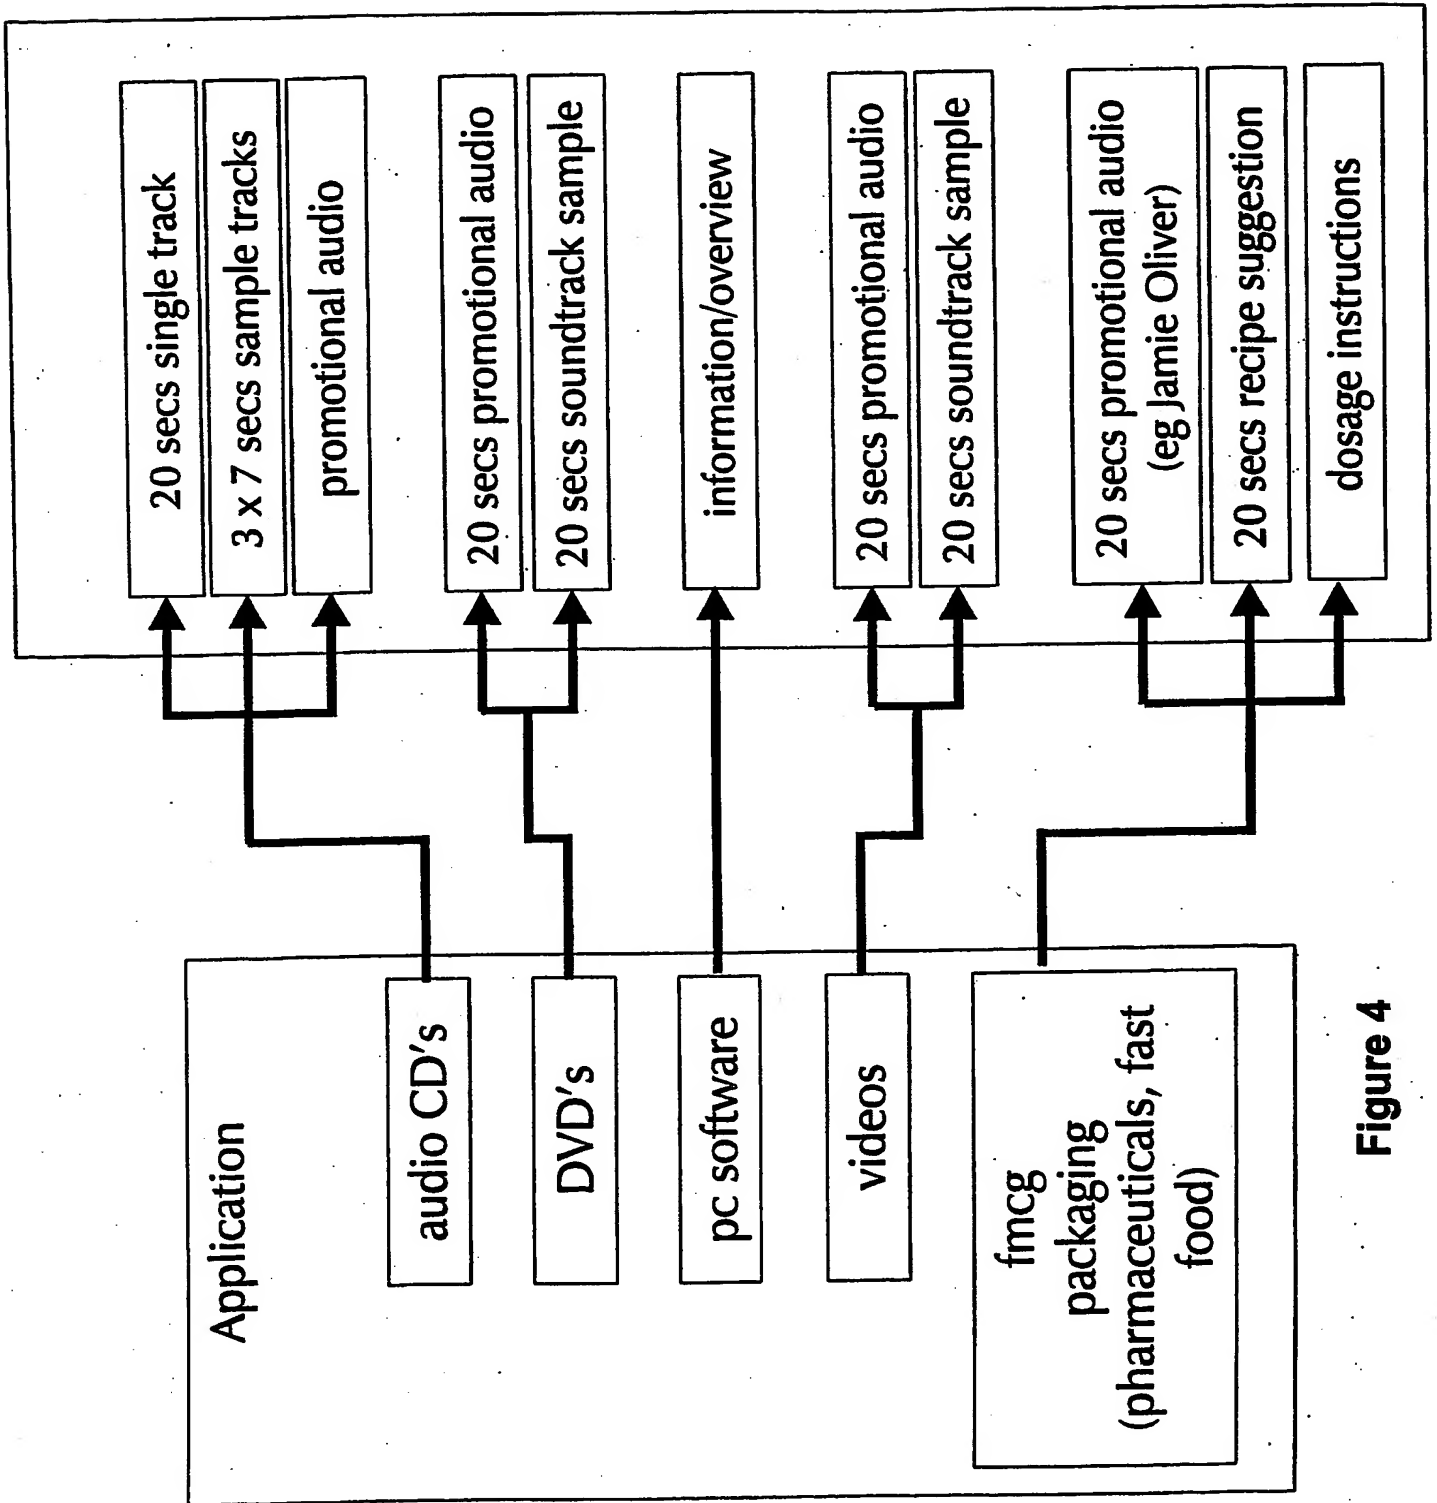 Application
audio CD's
DVD's
pc software
videos
fmcg
packaging
(pharmaceuticals, fast
food)
20 secs single track
3 x 7 secs sample tracks
promotional audio
20 secs promotional audio
20 secs soundtrack sample
information/overview
20 secs promotional audio
20 secs soundtrack sample
20 secs promotional audio
(eg Jamie Oliver)
20 secs recipe suggestion
dosage instructions
Figure 4